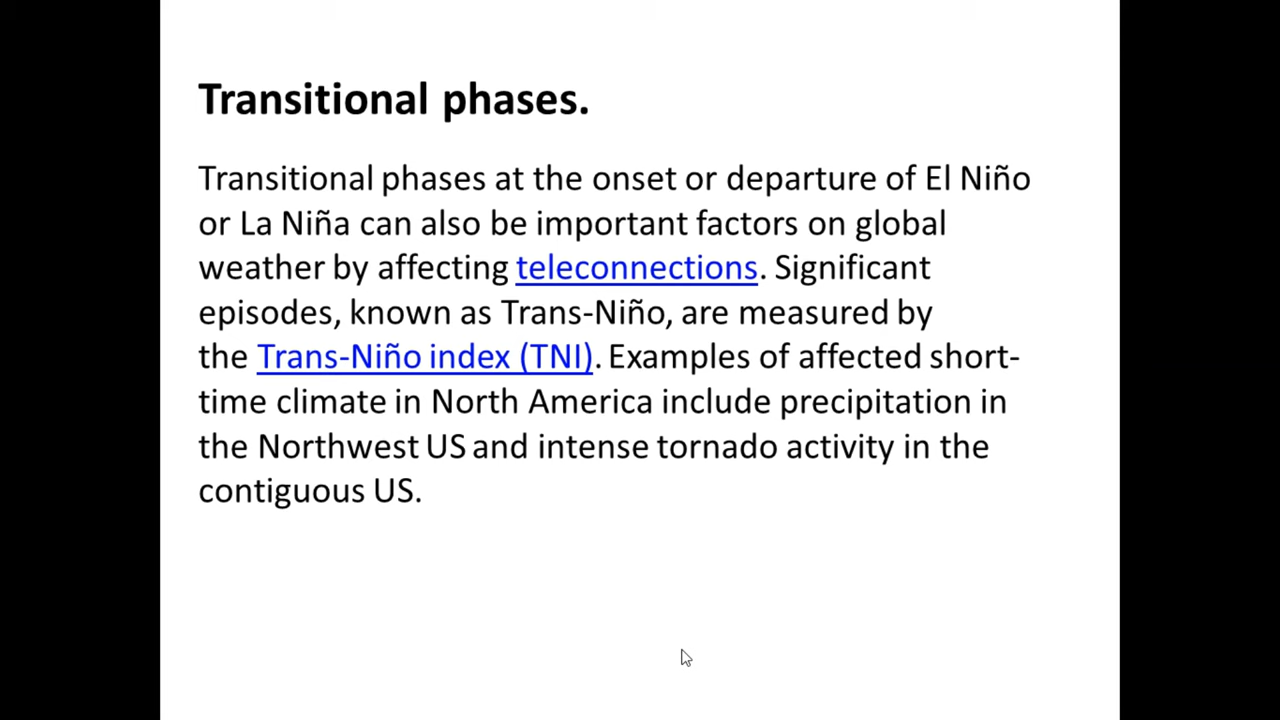 Transitional phases.
Transitional phases at the onset or departure of El Niño
or La Niña can also be important factors on global
weather by affecting teleconnections. Significant
episodes, known as Trans-Niño, are measured by
the Trans-Niño index (TNI). Examples of affected short-
time climate in North America include precipitation in
the Northwest US and intense tornado activity in the
contiguous US.